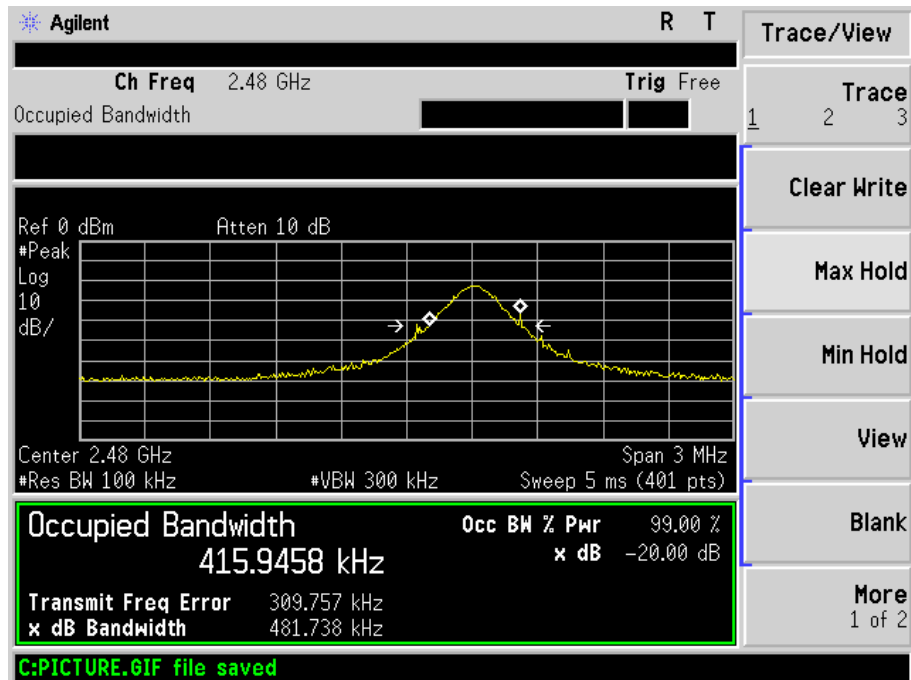 Agilent R T
Ch Freq 2.48 GHz Trig Free
Occupied Bandwidth
Ref 0 dBm Atten 10 dB
#Peak
Log
10
dB/
Center 2.48 GHz Span 3 MHz
#Res BW 100 kHz #VBW 300 kHz Sweep 5 ms (401 pts)
Occupied Bandwidth Occ BW % Pwr 99.00 %
415.9458 kHz x dB -20.00 dB
Transmit Freq Error 309.757 kHz
x dB Bandwidth 481.738 kHz
C:PICTURE.GIF file saved
Trace/View
Trace
1 2 3
Clear Write
Max Hold
Min Hold
View
Blank
More
1 of 2